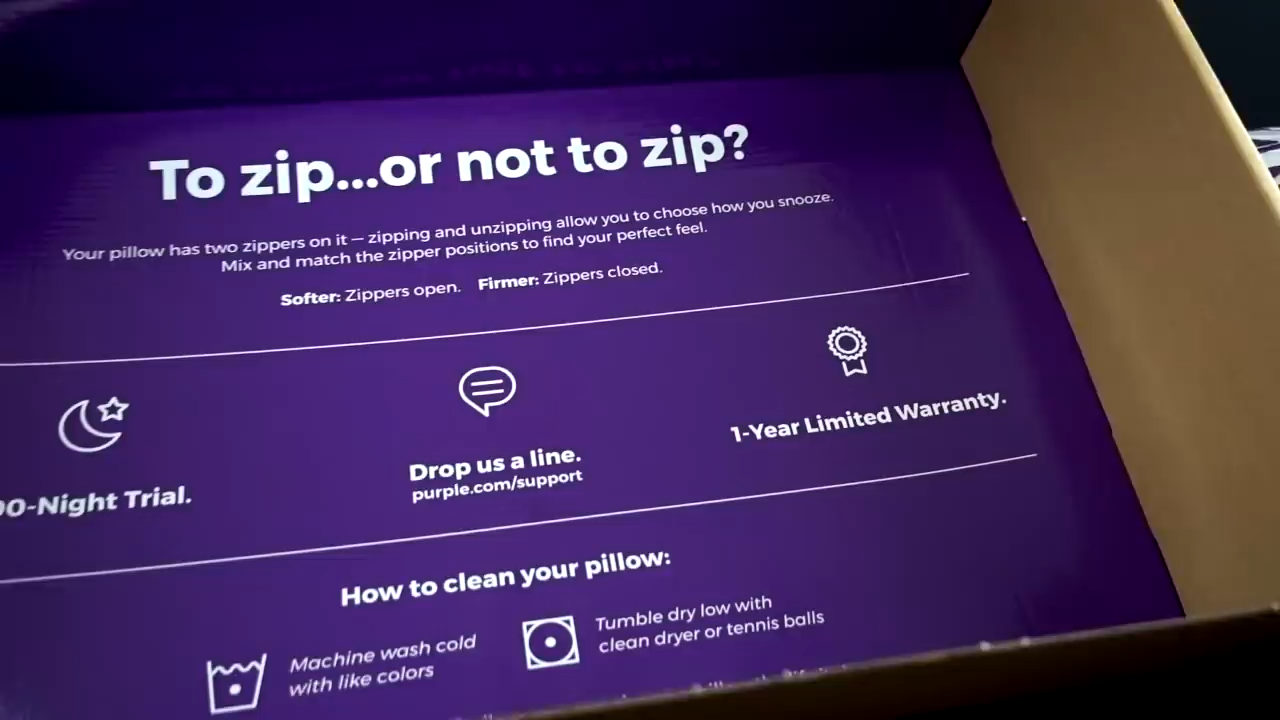 To zip...or not to zip?
Your pillow has two zippers on it — zipping and unzipping allow you to choose how you snooze.
Mix and match the zipper positions to find your perfect feel.
Softer: Zippers open. Firmer: Zippers closed.
Night Trial.
Drop us a line.
purple.com/support
1-Year Limited Warranty.
How to clean your pillow:
Machine wash cold
with like colors
Tumble dry low with
clean dryer or tennis balls